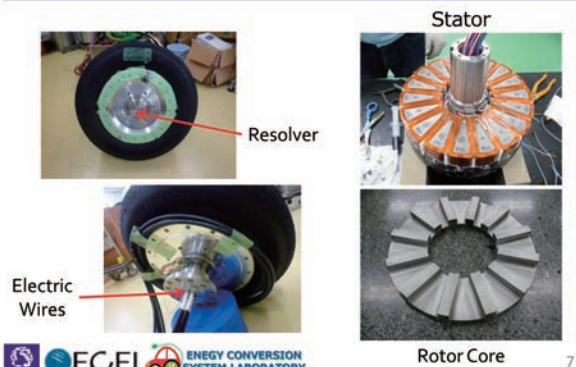 Stator
Resolver
Electric
Wires
Rotor Core
ENEGY CONVERSION
SYSTEM LABORATORY
7